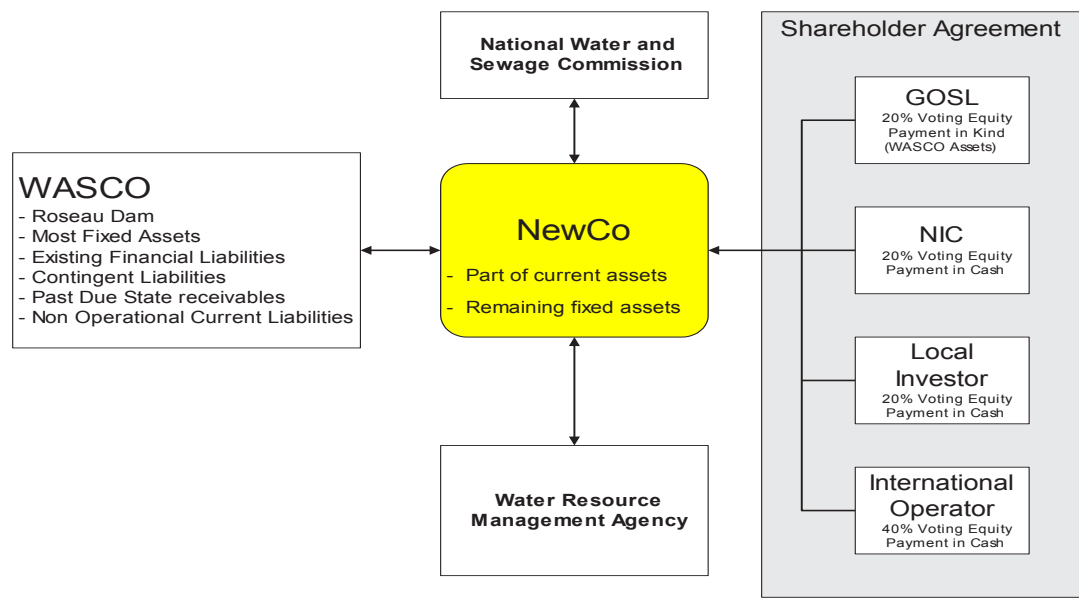 National Water and
Sewage Commission
WASCO
- Roseau Dam
- Most Fixed Assets
- Existing Financial Liabilities
- Contingent Liabilities
- Past Due State receivables
- Non Operational Current Liabilities
NewCo
- Part of current assets
- Remaining fixed assets
Water Resource
Management Agency
Shareholder Agreement
GOSL
20% Voting Equity
Payment in Kind
(WASCO Assets)
NIC
20% Voting Equity
Payment in Cash
Local
Investor
20% Voting Equity
Payment in Cash
International
Operator
40% Voting Equity
Payment in Cash